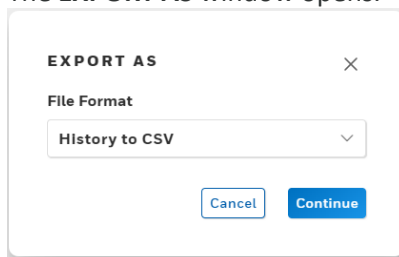 The EXPORT AS window opens.
EXPORT AS
File Format
History to CSV
Cancel
Continue